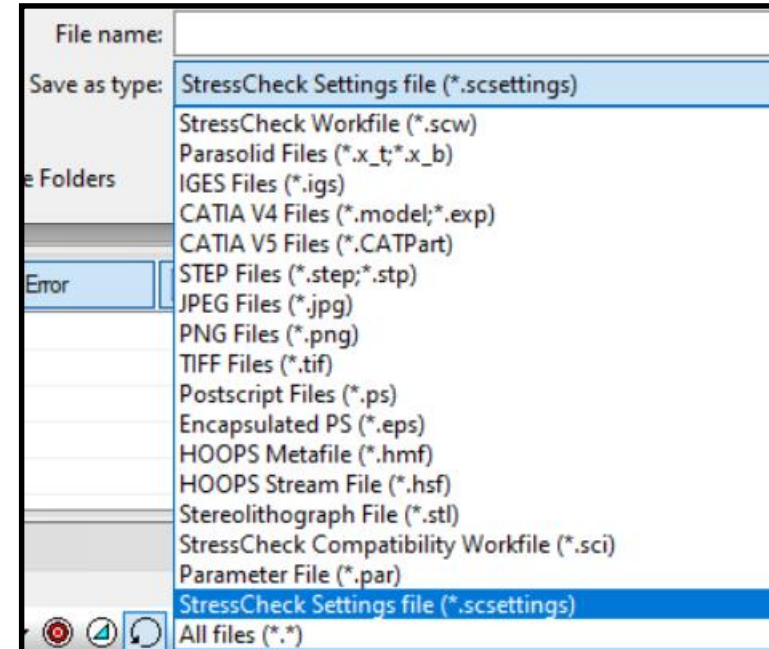 File name:
Save as type: StressCheck Settings file (*.scsettings)
StressCheck Workfile (*.scw)
Parasolid Files (*.x_t;*.x_b)
e Folders
IGES Files (*.igs)
CATIA V4 Files (*.model;*.exp)
CATIA V5 Files (*.CATPart)
Error
STEP Files (*.step;*.stp)
JPEG Files (*.jpg)
PNG Files (*.png)
TIFF Files (*.tif)
Postscript Files (*.ps)
Encapsulated PS (*.eps)
HOOPS Metafile (*.hmf)
HOOPS Stream File (*.hsf)
Stereolithograph File (*.stl)
StressCheck Compatibility Workfile (*.sci)
Parameter File (*.par)
StressCheck Settings file (*.scsettings)
All files (*.*)